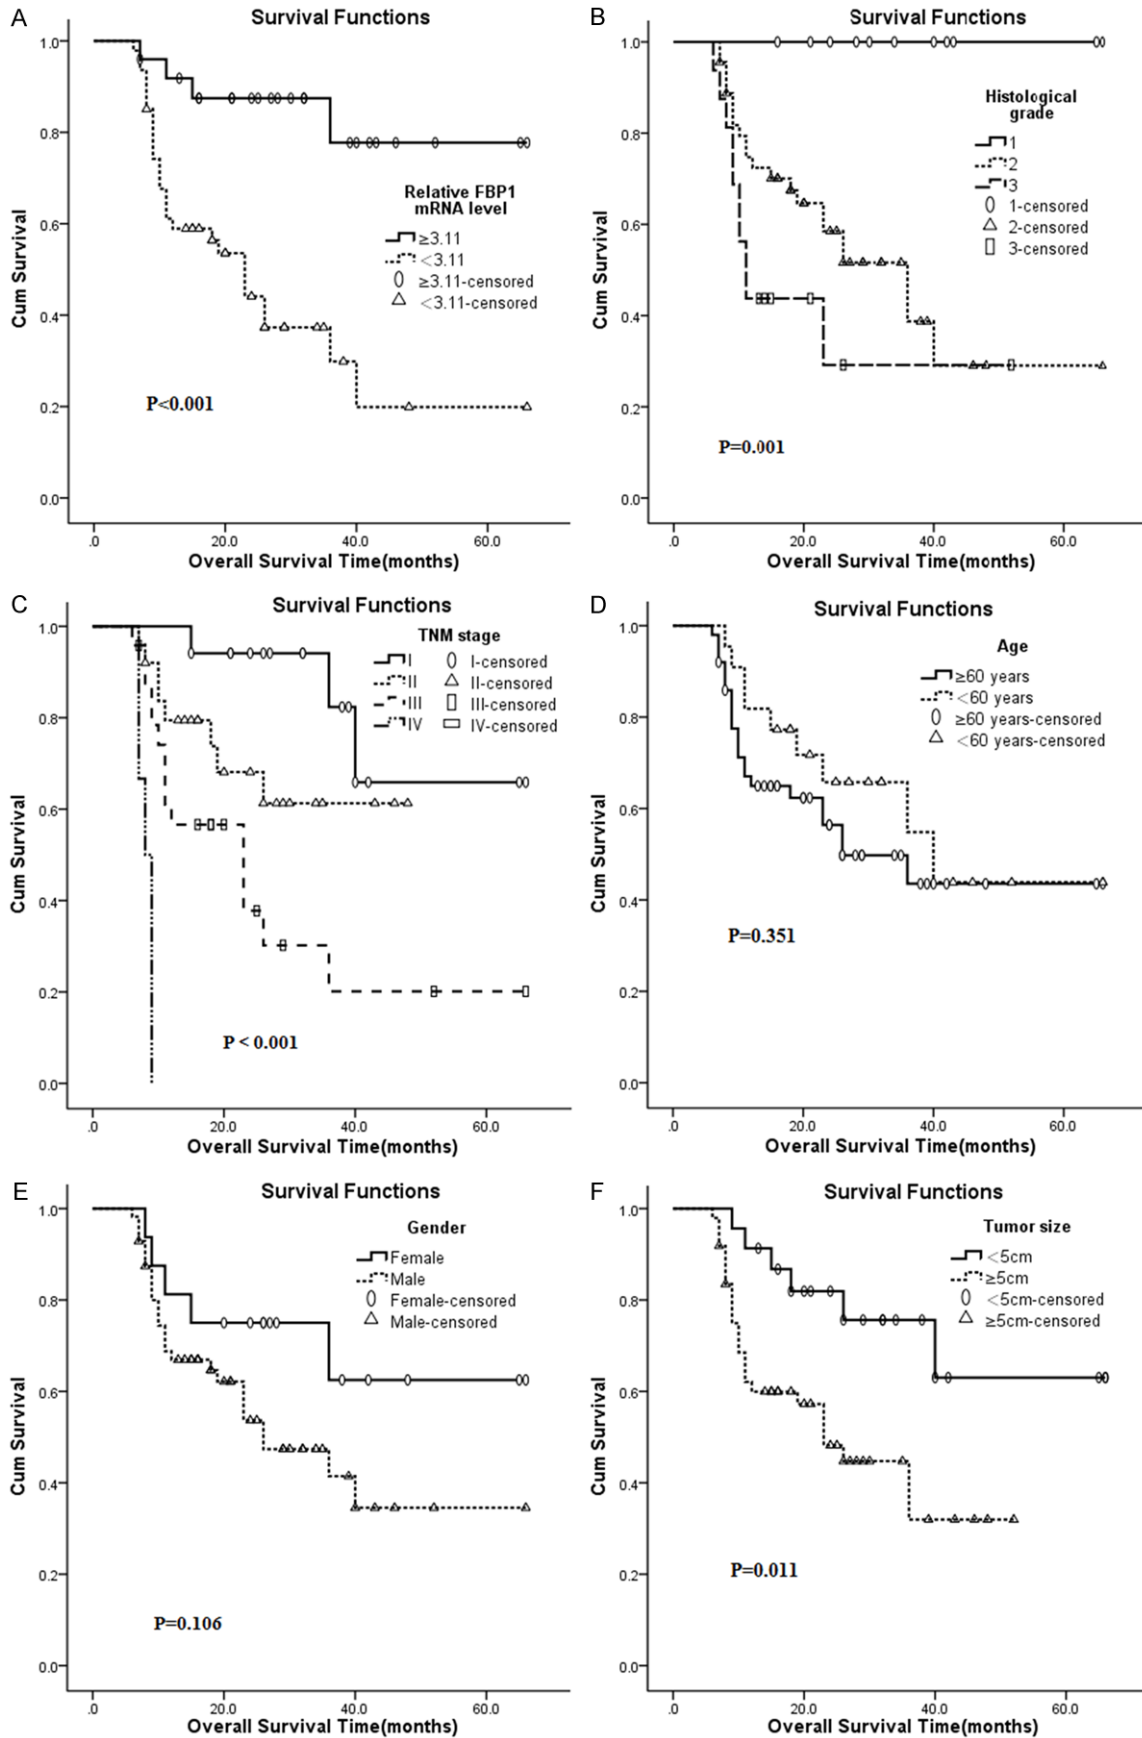 A
Survival Functions
1.0
0.8
0.6
0.4
0.2
0.0
Cum Survival
Relative FBP1
mRNA level
≥3.11
<3.11
≥3.11-censored
<3.11-censored
P<0.001
.0 20.0 40.0 60.0
Overall Survival Time(months)
B
Survival Functions
1.0
0.8
0.6
0.4
0.2
0.0
Cum Survival
Histological
grade
1
2
3
1-censored
2-censored
3-censored
P=0.001
.0 20.0 40.0 60.0
Overall Survival Time(months)
C
Survival Functions
1.0
0.8
0.6
0.4
0.2
0.0
Cum Survival
TNM stage
I I-censored
II II-censored
III III-censored
IV IV-censored
P < 0.001
.0 20.0 40.0 60.0
Overall Survival Time(months)
D
Survival Functions
1.0
0.8
0.6
0.4
0.2
0.0
Cum Survival
Age
≥60 years
<60 years
≥60 years-censored
<60 years-censored
P=0.351
.0 20.0 40.0 60.0
Overall Survival Time(months)
E
Survival Functions
1.0
0.8
0.6
0.4
0.2
0.0
Cum Survival
Gender
Female
Male
Female-censored
Male-censored
P=0.106
.0 20.0 40.0 60.0
Overall Survival Time(months)
F
Survival Functions
1.0
0.8
0.6
0.4
0.2
0.0
Cum Survival
Tumor size
<5cm
≥5cm
<5cm-censored
≥5cm-censored
P=0.011
.0 20.0 40.0 60.0
Overall Survival Time(months)